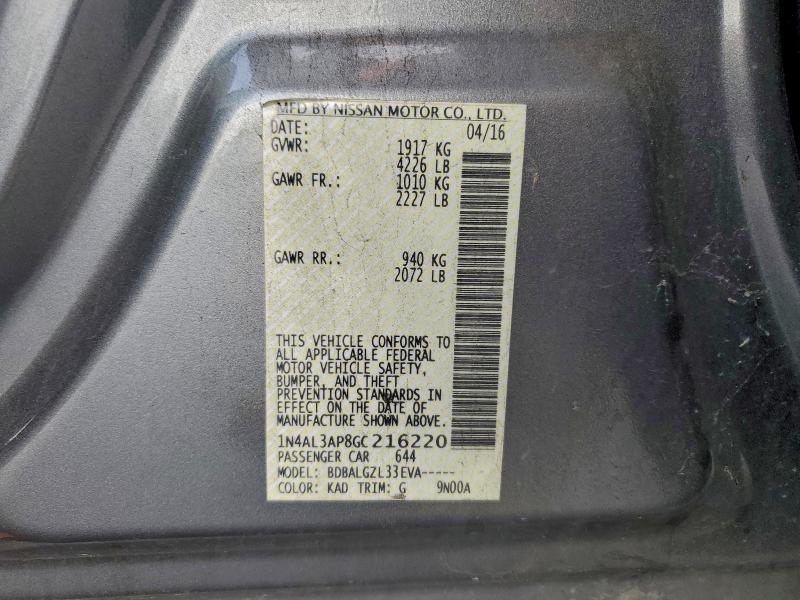 MFD BY NISSAN MOTOR CO., LTD.
DATE: 04/16
GVWR: 1917 KG
4226 LB
GAWR FR.: 1010 KG
2227 LB
GAWR RR.: 940 KG
2072 LB
THIS VEHICLE CONFORMS TO
ALL APPLICABLE FEDERAL
MOTOR VEHICLE SAFETY,
BUMPER, AND THEFT
PREVENTION STANDARDS IN
EFFECT ON THE DATE OF
MANUFACTURE SHOWN ABOVE.
1N4AL3AP8GC216220
PASSENGER CAR 644
MODEL: BDBALGZL33EVA-----
COLOR: KAD TRIM: G 9N00A